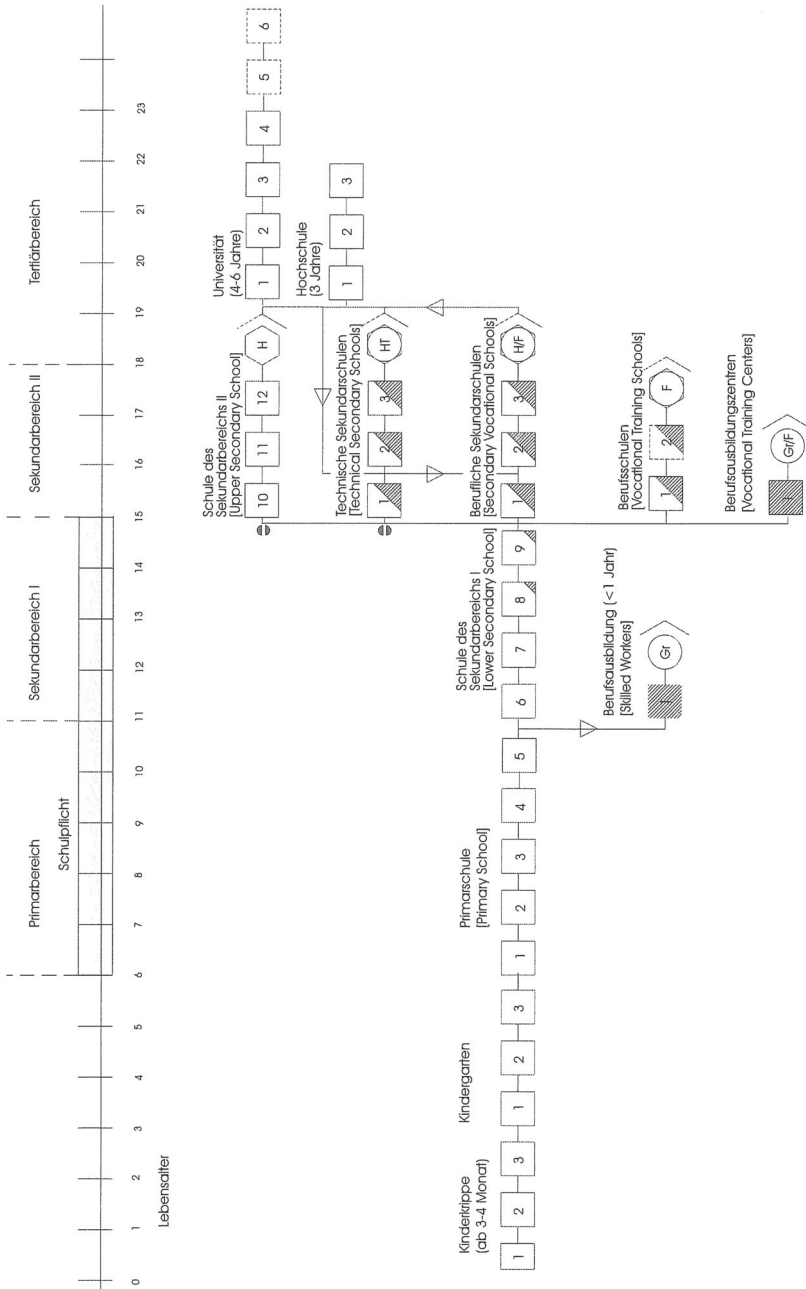 Primarbereich
Sekundarbereich I
Sekundarbereich II
Tertiärbereich
Schulpflicht
0
1
2
3
4
5
6
7
8
9
10
11
12
13
14
15
16
17
18
19
20
21
22
23
Lebensalter
Schule des
Sekundarbereichs II
[Upper Secondary School]
10
11
12
H
Universität
(4-6 Jahre)
1
2
3
4
5
6
Hochschule
(3 Jahre)
1
2
3
Technische Sekundarschulen
[Technical Secondary Schools]
1
2
3
HT
Berufliche Sekundarschulen
[Secondary Vocational Schools]
1
2
3
H/F
Kinderkrippe
(ab 3-4 Monat)
1
2
3
Kindergarten
1
2
3
Primarschule
[Primary School]
1
2
3
4
5
Schule des
Sekundarbereichs I
[Lower Secondary School]
6
7
8
9
Berufsausbildung (<1 Jahr)
[Skilled Workers]
1
Gr
Berufsschulen
[Vocational Training Schools]
1
2
F
Berufsausbildungszentren
[Vocational Training Centers]
1
Gr/F